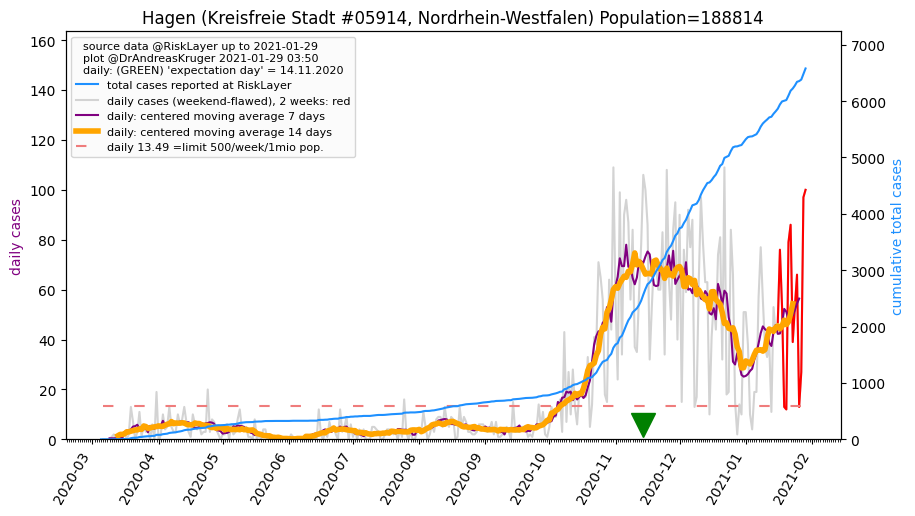 Hagen (Kreisfreie Stadt #05914, Nordrhein-Westfalen) Population=188814
source data @RiskLayer up to 2021-01-29
plot @DrAndreasKruger 2021-01-29 03:50
daily: (GREEN) 'expectation day' = 14.11.2020
total cases reported at RiskLayer
daily cases (weekend-flawed), 2 weeks: red
daily: centered moving average 7 days
daily: centered moving average 14 days
daily 13.49 =limit 500/week/1mio pop.
daily cases
160
140
120
100
80
60
40
20
0
cumulative total cases
7000
6000
5000
4000
3000
2000
1000
0
2020-03
2020-04
2020-05
2020-06
2020-07
2020-08
2020-09
2020-10
2020-11
2020-12
2021-01
2021-02